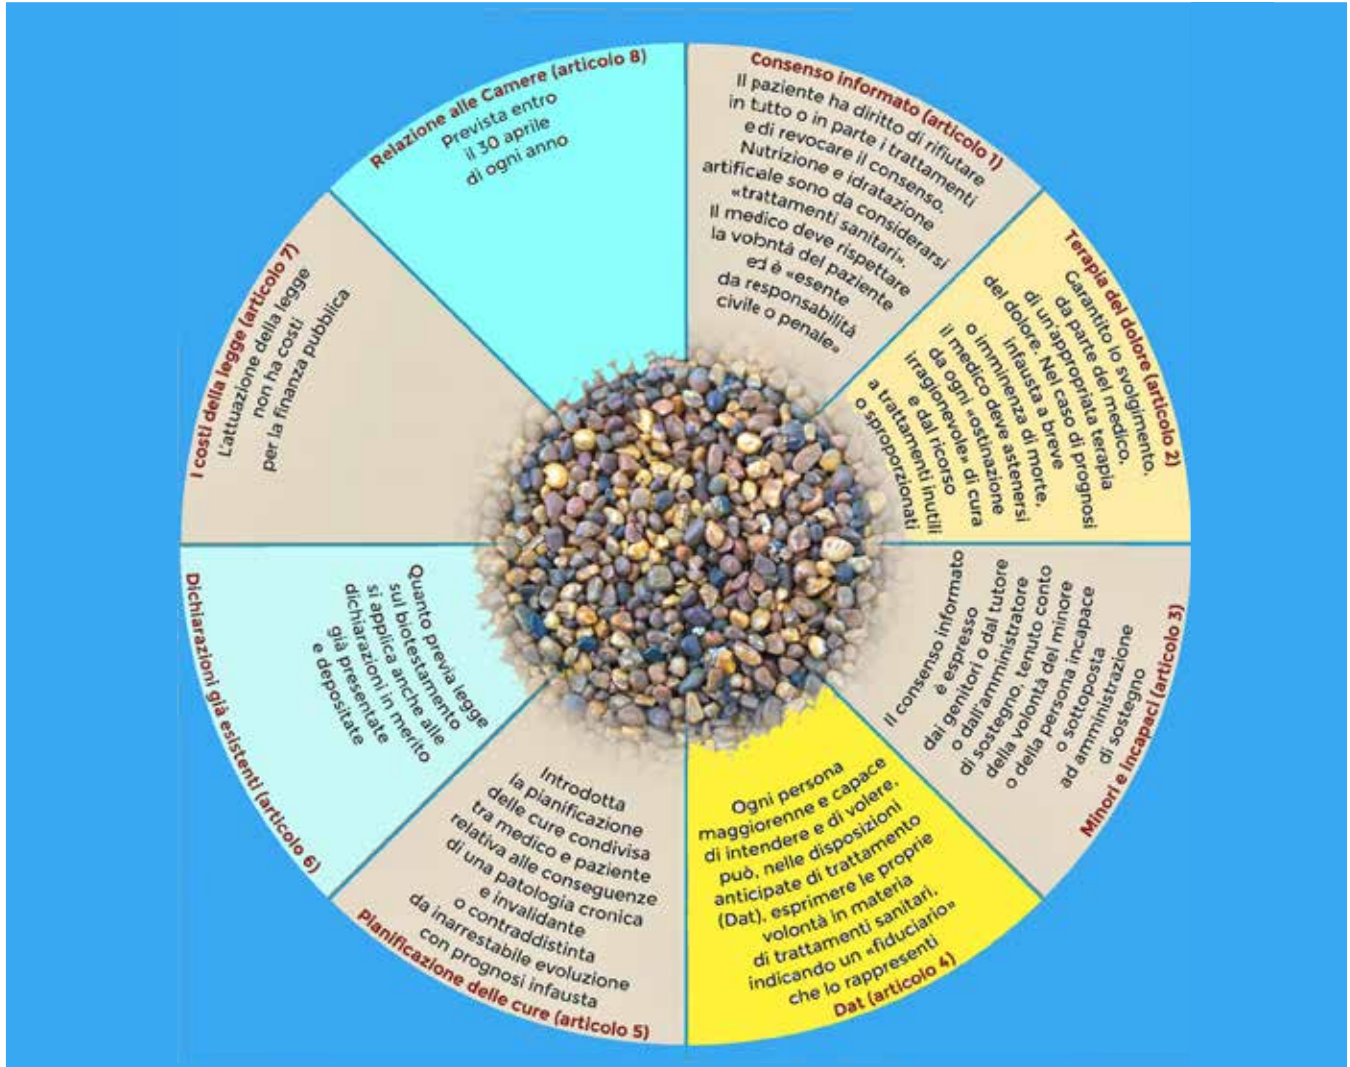 Consenso informato (articolo 1)
Il paziente ha diritto di rifiutare
in tutto o in parte i trattamenti
e di revocare il consenso.
Nutrizione e idratazione
artificiale sono da considerarsi
«trattamenti sanitari».
Il medico deve rispettare
la volontà del paziente
ed è «esente
da responsabilità
civile o penale»
Terapia del dolore (articolo 2)
Garantito lo svolgimento,
da parte del medico,
di un'appropriata terapia
del dolore. Nel caso di prognosi
infausta a breve
o imminenza di morte,
il medico deve astenersi
da ogni «ostinazione
irragionevole» di cura
e dal ricorso
a trattamenti inutili
o sproporzionati
Il consenso informato
è espresso
dai genitori o dal tutore
o dall'amministratore
di sostegno, tenuto conto
della volontà del minore
o della persona incapace
o sottoposta
ad amministrazione
di sostegno
Minori e incapaci (articolo 3)
Ogni persona
maggiorenne e capace
di intendere e di volere,
può, nelle disposizioni
anticipate di trattamento
(Dat), esprimere le proprie
volontà in materia
di trattamenti sanitari,
indicando un «fiduciario»
che lo rappresenti
Dat (articolo 4)
Introdotta
la pianificazione
delle cure condivisa
tra medico e paziente
relativa alle conseguenze
di una patologia cronica
e invalidante
o contraddistinta
da inarrestabile evoluzione
con prognosi infausta
Pianificazione delle cure (articolo 5)
Quanto previa legge
sul biotestamento
si applica anche alle
dichiarazioni in merito
già presentate
e depositate
Dichiarazioni già esistenti (articolo 6)
I costi della legge (articolo 7)
L'attuazione della legge
non ha costi
per la finanza pubblica
Relazione alle Camere (articolo 8)
Prevista entro
il 30 aprile
di ogni anno